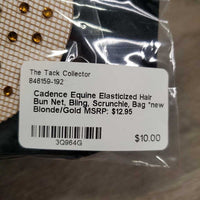 The Tack Collector
846159-192
Cadence Equine Elasticized Hair
Bun Net, Bling, Scrunchie, Bag *new
Blonde/Gold MSRP: $12.95
3Q964G
$10.00